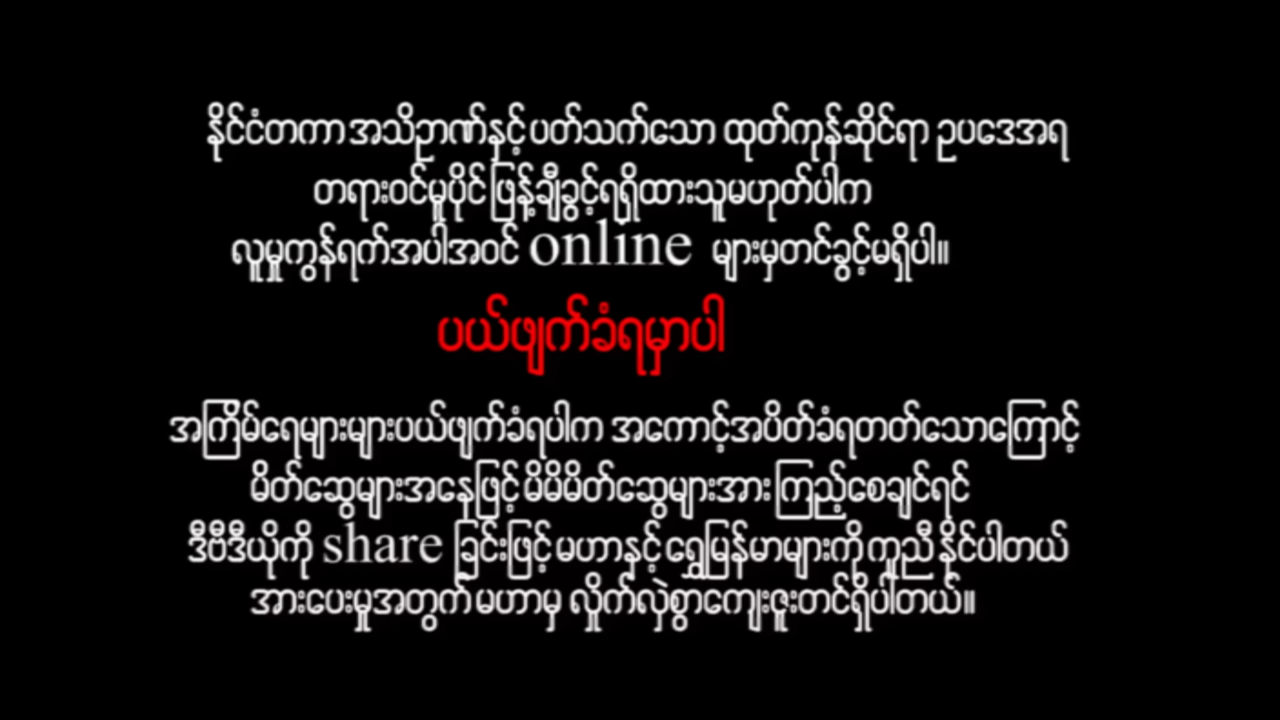 နိုင်ငံတကာ အသိဉာဏ်နှင့် ပတ်သက်သော ထုတ်ကုန်ဆိုင်ရာ ဥပဒေအရ
တရားဝင်မူပိုင် ဖြန့်ချီခွင့်ရရှိထားသူမဟုတ်ပါက
လူမှုကွန်ရက်အပါအဝင် online များမှတင်ခွင့်မရှိပါ။
ပယ်ဖျက်ခံရမှာပါ
အကြိမ်ရေများများပယ်ဖျက်ခံရပါက အကောင့်အပိတ်ခံရတတ်သောကြောင့်
မိတ်ဆွေများအနေဖြင့် မိမိမိတ်ဆွေများအား ကြည့်စေချင်ရင်
ဒီဗီဒီယိုကို share ခြင်းဖြင့် မဟာနှင့် ရွှေမြန်မာများကို ကူညီ နိုင်ပါတယ်
အားပေးမှုအတွက် မဟာမှ လှိုက်လှဲစွာကျေးဇူးတင်ရှိပါတယ်။